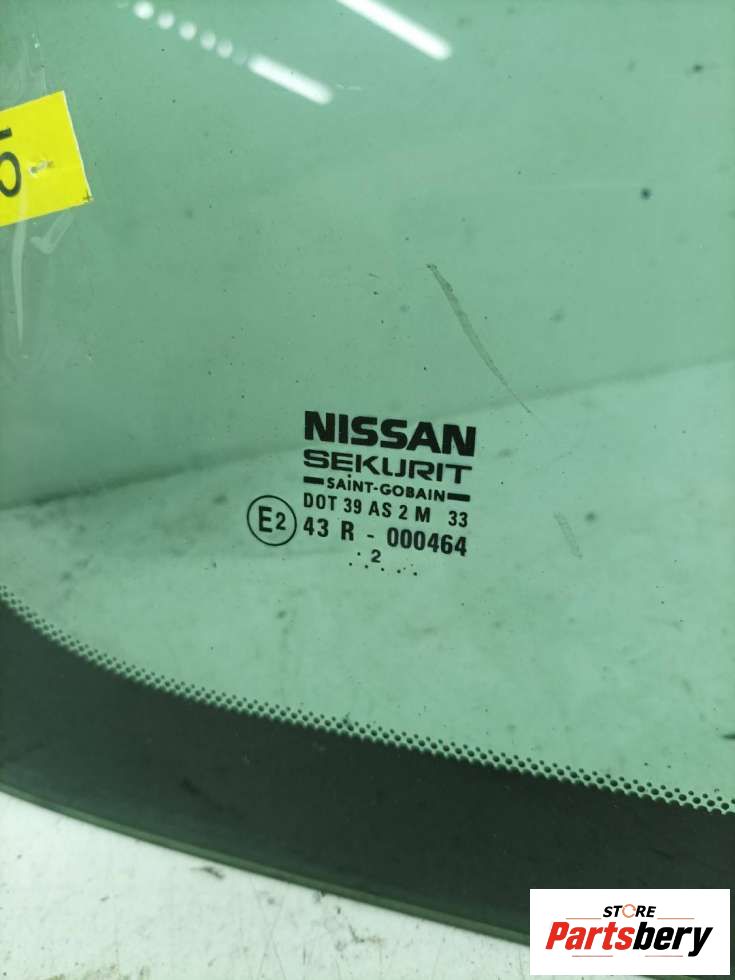 NISSAN
SEKURIT
SAINT-GOBAIN
DOT 39 AS 2 M 33
E2 43 R - 000464
. . 2 . . .
STORE
Partsbery